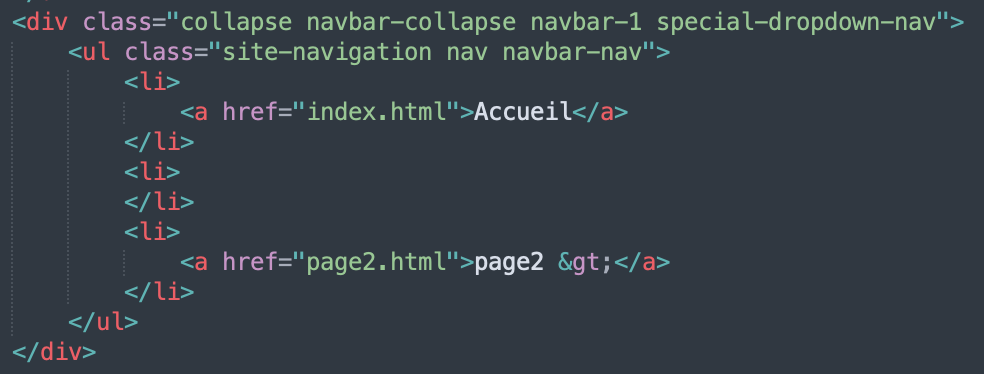 <div class="collapse navbar-collapse navbar-1 special-dropdown-nav">
    <ul class="site-navigation nav navbar-nav">
        <li>
            <a href="index.html">Accueil</a>
        </li>
        <li>
        </li>
        <li>
            <a href="page2.html">page2 &gt;</a>
        </li>
    </ul>
</div>